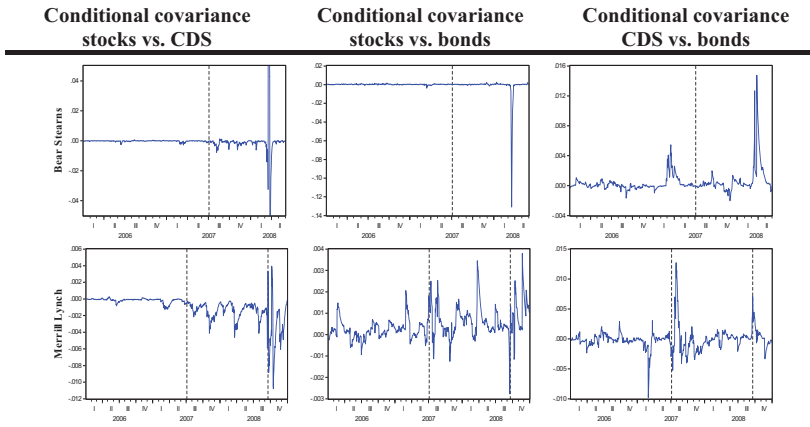 Conditional covariance
stocks vs. CDS
Conditional covariance
stocks vs. bonds
Conditional covariance
CDS vs. bonds
Bear Stearns
.04
.00
-.04
I II III IV I II III IV I II
2006 2007 2008
.02
.00
-.02
-.04
-.06
-.08
-.10
-.12
-.14
I II III IV I II III IV I II
2006 2007 2008
.016
.012
.008
.004
.000
-.004
I II III IV I II III IV I II
2006 2007 2008
Merrill Lynch
.006
.004
.002
.000
-.002
-.004
-.006
-.008
-.010
-.012
I II III IV I II III IV I II III IV
2006 2007 2008
.004
.003
.002
.001
.000
-.001
-.002
-.003
I II III IV I II III IV I II III IV
2006 2007 2008
.015
.010
.005
.000
-.005
-.010
I II III IV I II III IV I II III IV
2006 2007 2008